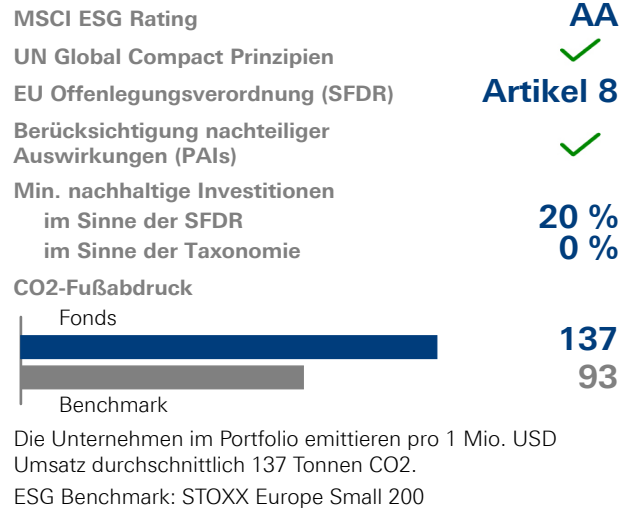 MSCI ESG Rating AA
UN Global Compact Prinzipien
EU Offenlegungsverordnung (SFDR) Artikel 8
Berücksichtigung nachteiliger
Auswirkungen (PAIs)
Min. nachhaltige Investitionen
im Sinne der SFDR 20 %
im Sinne der Taxonomie 0 %
CO2-Fußabdruck
Fonds
137
93
Benchmark
Die Unternehmen im Portfolio emittieren pro 1 Mio. USD
Umsatz durchschnittlich 137 Tonnen CO2.
ESG Benchmark: STOXX Europe Small 200